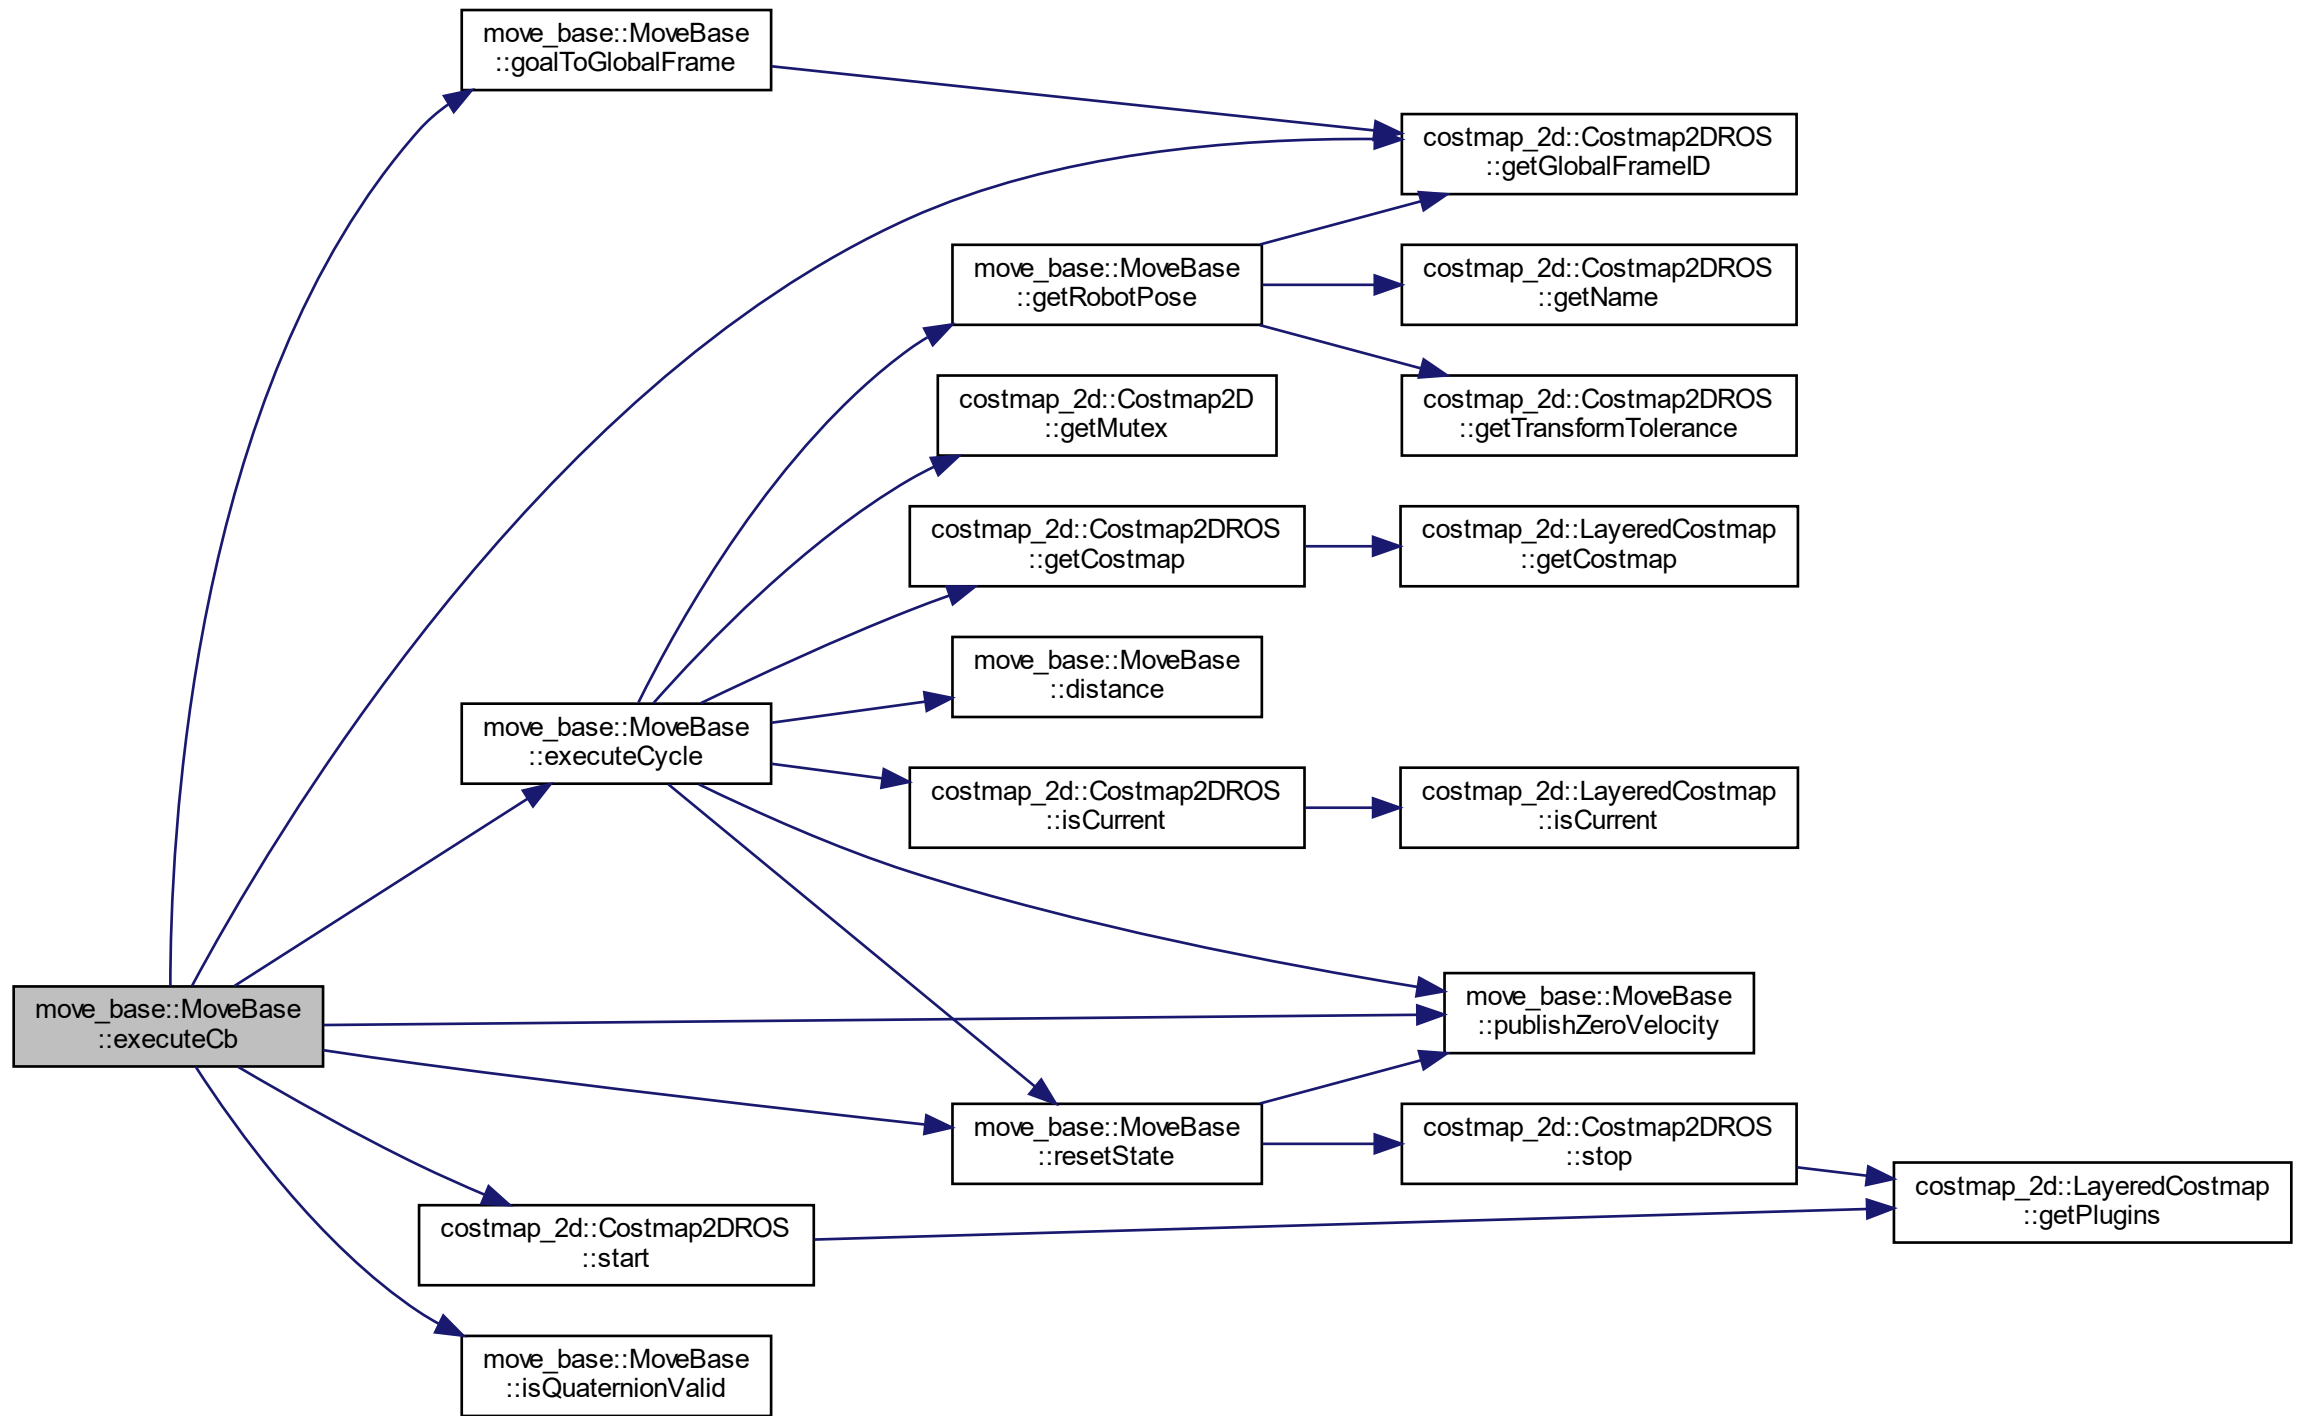 move_base::MoveBase
::goalToGlobalFrame
costmap_2d::Costmap2DROS
::getGlobalFrameID
move_base::MoveBase
::getRobotPose
costmap_2d::Costmap2DROS
::getName
costmap_2d::Costmap2D
::getMutex
costmap_2d::Costmap2DROS
::getTransformTolerance
costmap_2d::Costmap2DROS
::getCostmap
costmap_2d::LayeredCostmap
::getCostmap
move_base::MoveBase
::distance
move_base::MoveBase
::executeCycle
costmap_2d::Costmap2DROS
::isCurrent
costmap_2d::LayeredCostmap
::isCurrent
move_base::MoveBase
::executeCb
move_base::MoveBase
::publishZeroVelocity
move_base::MoveBase
::resetState
costmap_2d::Costmap2DROS
::stop
costmap_2d::LayeredCostmap
::getPlugins
costmap_2d::Costmap2DROS
::start
move_base::MoveBase
::isQuaternionValid